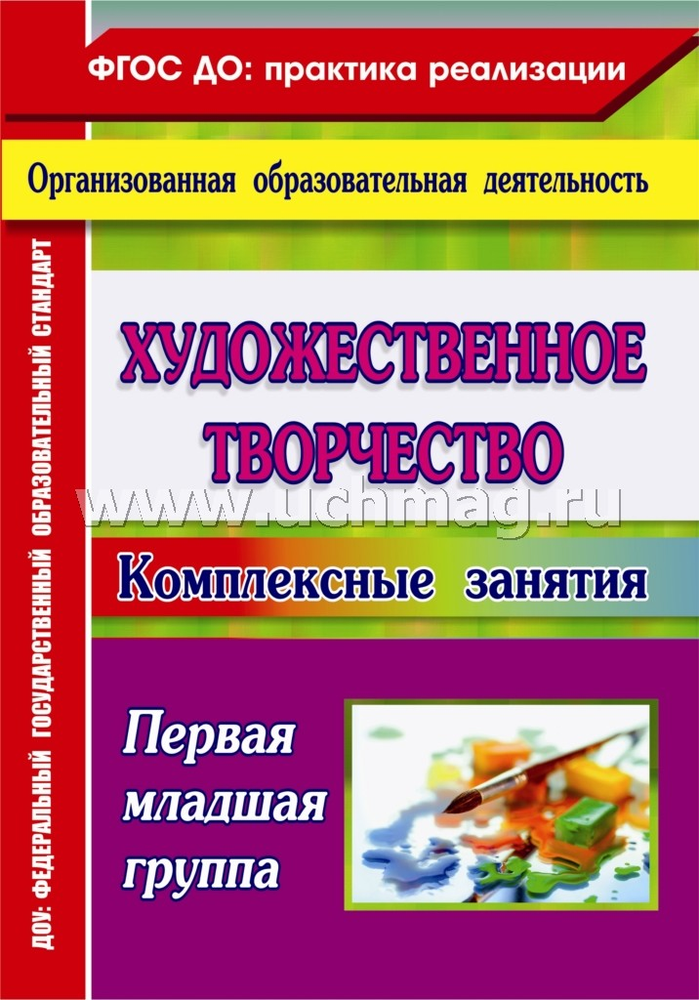 ФГОС ДО: практика реализации
Организованная образовательная деятельность
ДОУ: ФЕДЕРАЛЬНЫЙ ГОСУДАРСТВЕННЫЙ ОБРАЗОВАТЕЛЬНЫЙ СТАНДАРТ
ХУДОЖЕСТВЕННОЕ
ТВОРЧЕСТВО
www.uchmag.ru
Комплексные занятия
Первая
младшая
группа